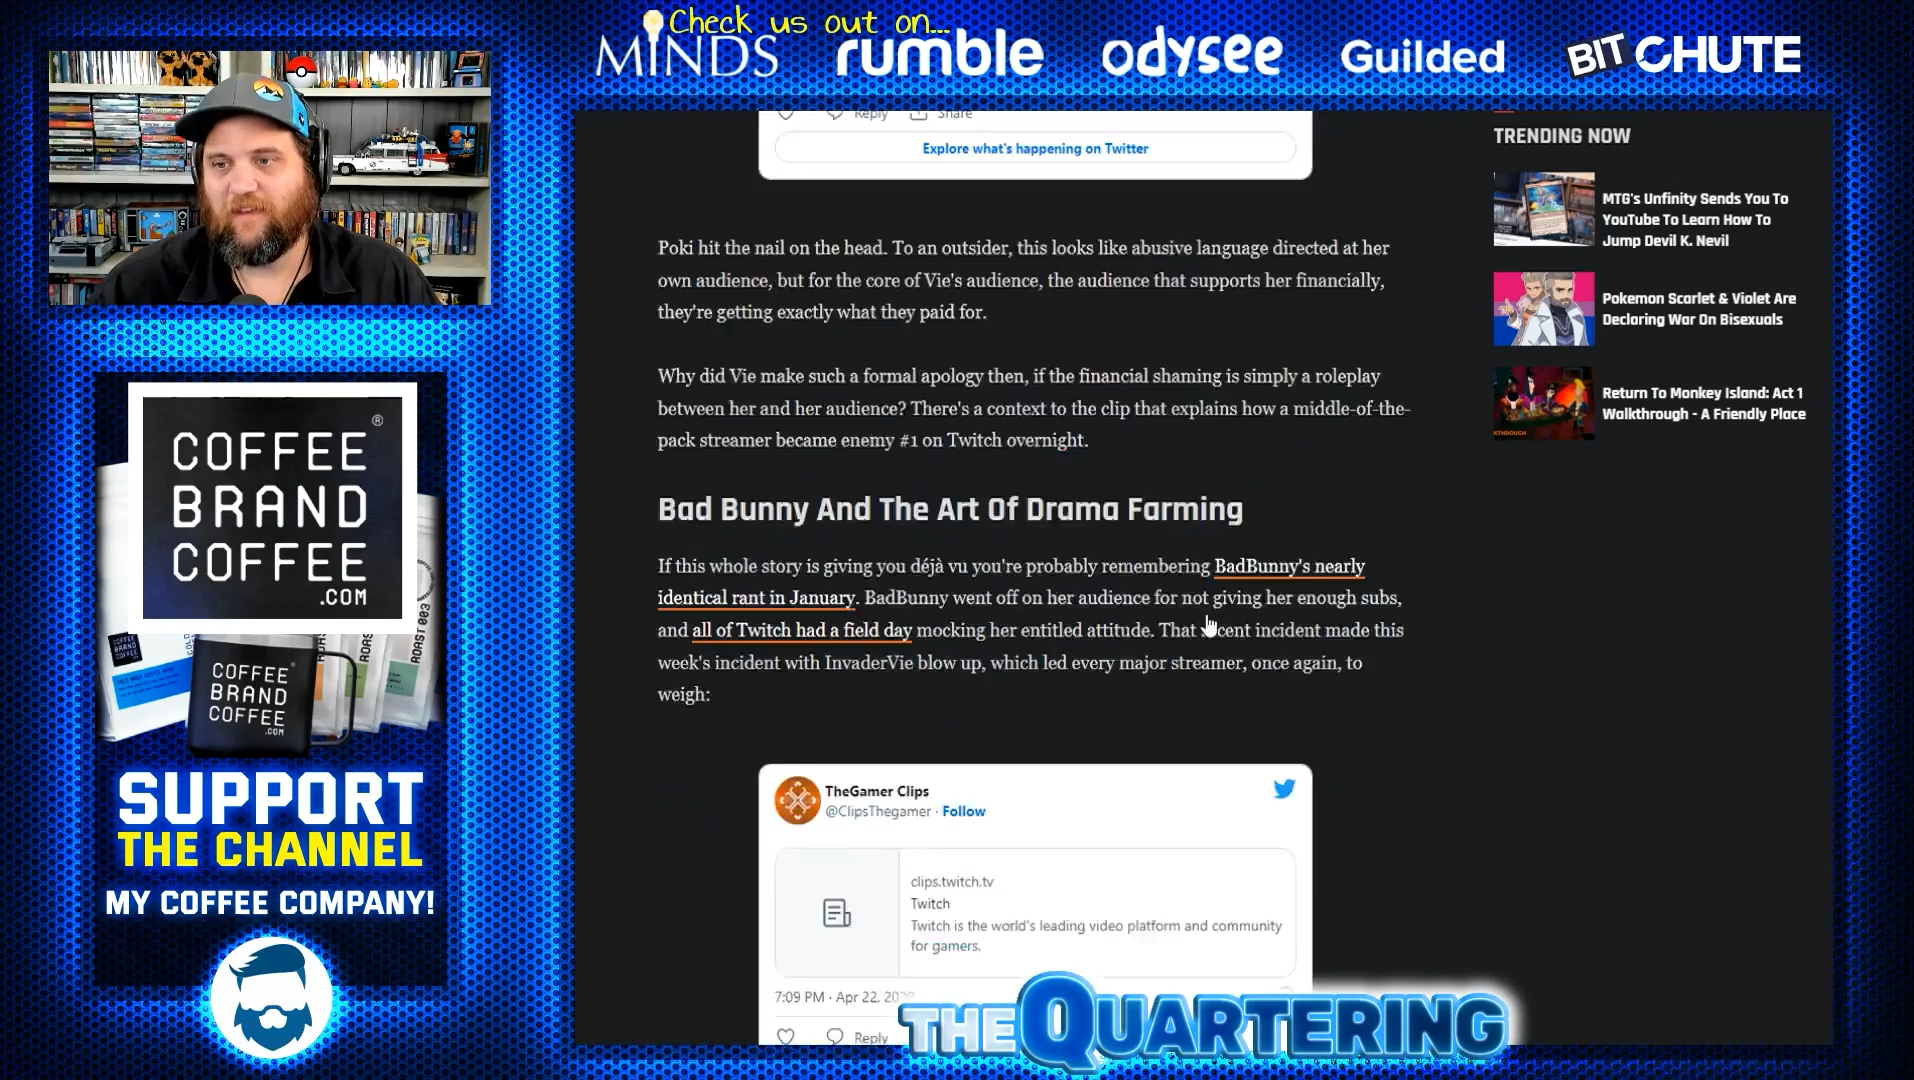 Check us out on...
MINDS
rumble
odysee
Guilded
BITCHUTE
Reply
Share
Explore what's happening on Twitter
Poki hit the nail on the head. To an outsider, this looks like abusive language directed at her
own audience, but for the core of Vie's audience, the audience that supports her financially,
they're getting exactly what they paid for.
Why did Vie make such a formal apology then, if the financial shaming is simply a roleplay
between her and her audience? There's a context to the clip that explains how a middle-of-the-
pack streamer became enemy #1 on Twitch overnight.
Bad Bunny And The Art Of Drama Farming
If this whole story is giving you déjà vu you're probably remembering BadBunny's nearly
identical rant in January. BadBunny went off on her audience for not giving her enough subs,
and all of Twitch had a field day mocking her entitled attitude. That cent incident made this
week's incident with InvaderVie blow up, which led every major streamer, once again, to
weigh:
TheGamer Clips
@ClipsThegamer · Follow
clips.twitch.tv
Twitch
Twitch is the world's leading video platform and community
for gamers.
7:09 PM · Apr 22,
Reply
TRENDING NOW
MTG's Unfinity Sends You To
YouTube To Learn How To
Jump Devil K. Nevil
Pokemon Scarlet & Violet Are
Declaring War On Bisexuals
Return To Monkey Island: Act 1
Walkthrough - A Friendly Place
COFFEE
BRAND
COFFEE
.COM
®
COFFEE
BRAND
COFFEE
.COM
ROAST 003
SUPPORT
THE CHANNEL
MY COFFEE COMPANY!
THEQUARTERING